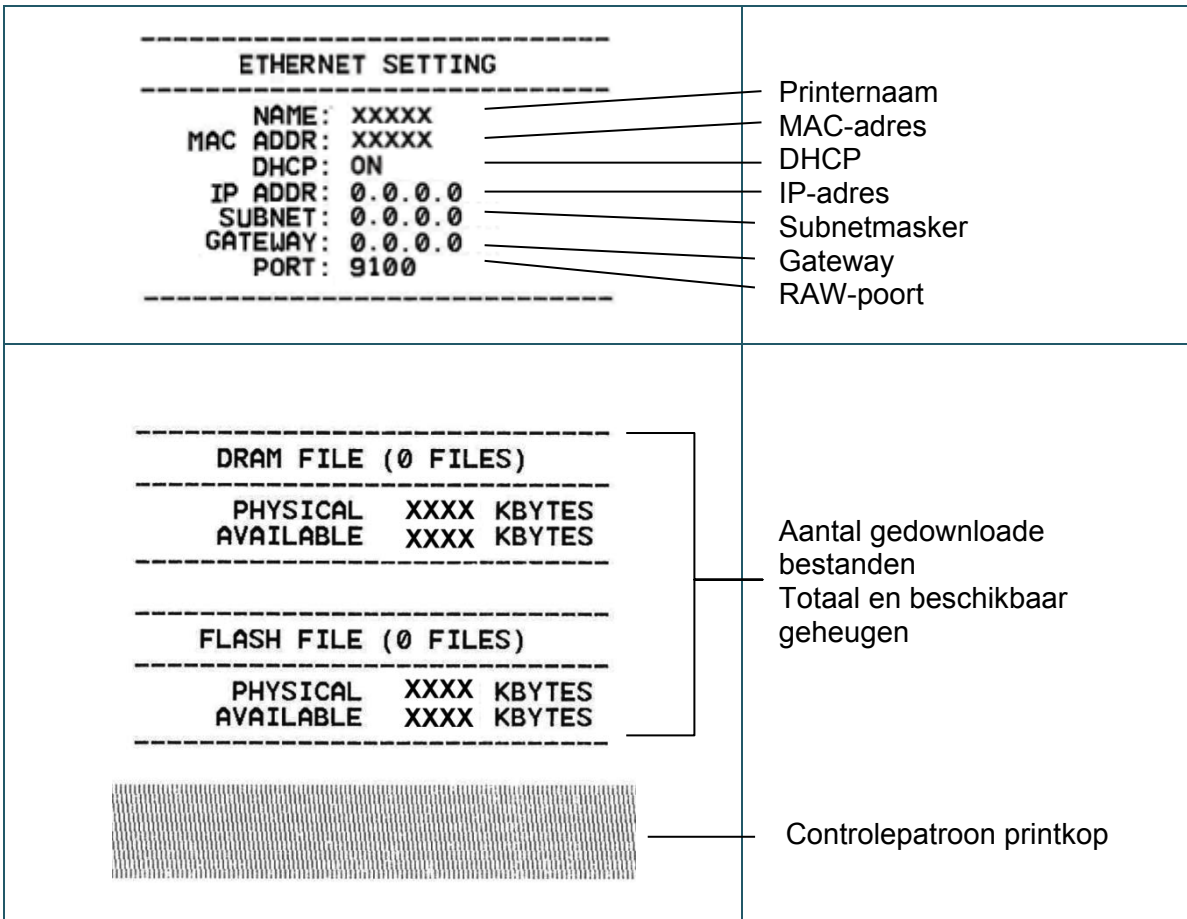 ETHERNET SETTING
NAME: XXXXX
MAC ADDR: XXXXX
DHCP: ON
IP ADDR: 0.0.0.0
SUBNET: 0.0.0.0
GATEWAY: 0.0.0.0
PORT: 9100
Printernaam
MAC-adres
DHCP
IP-adres
Subnetmasker
Gateway
RAW-poort
DRAM FILE (0 FILES)
PHYSICAL XXXX KBYTES
AVAILABLE XXXX KBYTES
FLASH FILE (0 FILES)
PHYSICAL XXXX KBYTES
AVAILABLE XXXX KBYTES
Aantal gedownloade
bestanden
Totaal en beschikbaar
geheugen
Controlepatroon printkop